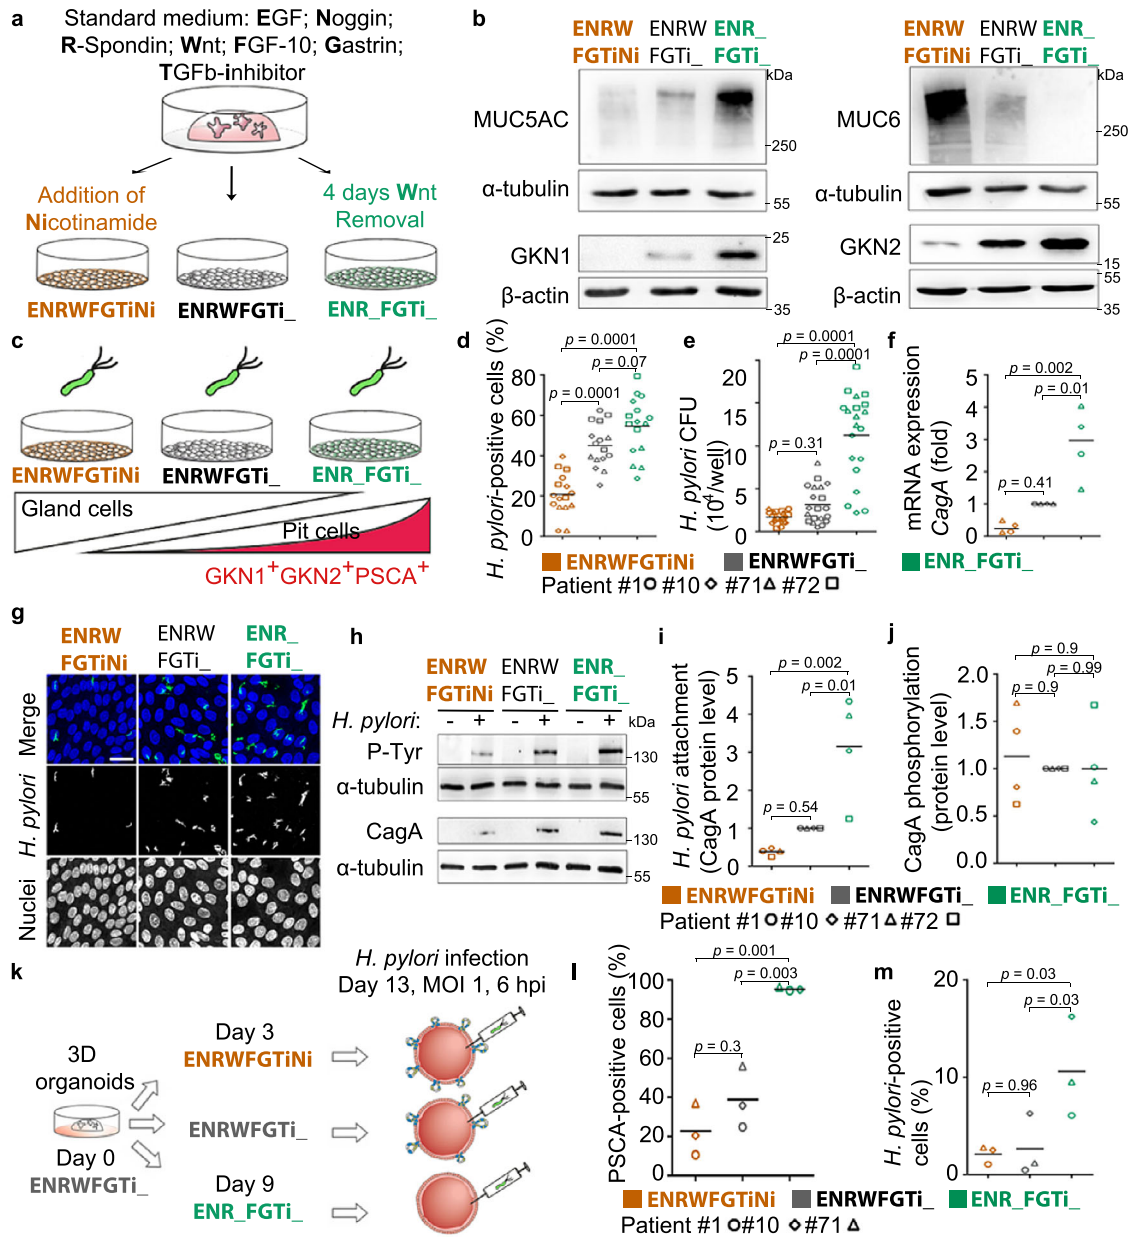 a
Standard medium: EGF; Noggin;
R-Spondin; Wnt; FGF-10; Gastrin;
TGFb-inhibitor
Addition of
Nicotinamide
4 days Wnt
Removal
ENRWFGTiNi
ENRWFGTi_
ENR_FGTi_
b
ENRW
FGTiNi
ENRW
FGTi_
ENR_
FGTi_
kDa
MUC5AC
250
α-tubulin
55
GKN1
25
β-actin
35
ENRW
FGTiNi
ENRW
FGTi_
ENR_
FGTi_
kDa
MUC6
250
α-tubulin
55
GKN2
15
55
β-actin
35
c
ENRWFGTiNi
ENRWFGTi_
ENR_FGTi_
Gland cells
Pit cells
GKN1+GKN2+PSCA+
d
H. pylori-positive cells (%)
p = 0.0001
p = 0.07
p = 0.0001
80
60
40
20
0
e
H. pylori CFU
(10⁴/well)
p = 0.0001
p = 0.0001
p = 0.31
20
15
10
5
0
f
mRNA expression
CagA (fold)
p = 0.002
p = 0.01
p = 0.41
5
4
3
2
1
0
ENRWFGTiNi
ENRWFGTi_
ENR_FGTi_
Patient #1 #10 #71 #72
g
ENRW
FGTiNi
ENRW
FGTi_
ENR_
FGTi_
Merge
H. pylori
Nuclei
h
ENRW
FGTiNi
ENRW
FGTi_
ENR_
FGTi_
H. pylori:
- + - + - +
kDa
P-Tyr
130
α-tubulin
55
CagA
130
α-tubulin
55
i
H. pylori attachment
(CagA protein level)
p = 0.002
p = 0.01
p = 0.54
5
4
3
2
1
0
j
CagA phosphorylation
(protein level)
p = 0.9
p = 0.99
p = 0.9
2.0
1.5
1.0
0.5
0.0
ENRWFGTiNi
ENRWFGTi_
ENR_FGTi_
Patient #1 #10 #71 #72
k
H. pylori infection
Day 13, MOI 1, 6 hpi
3D
organoids
Day 0
ENRWFGTi_
Day 3
ENRWFGTiNi
ENRWFGTi_
Day 9
ENR_FGTi_
l
PSCA-positive cells (%)
p = 0.001
p = 0.003
p = 0.3
100
80
60
40
20
0
m
H. pylori-positive
cells (%)
p = 0.03
p = 0.03
p = 0.96
20
10
0
ENRWFGTiNi
ENRWFGTi_
ENR_FGTi_
Patient #1 #10 #71